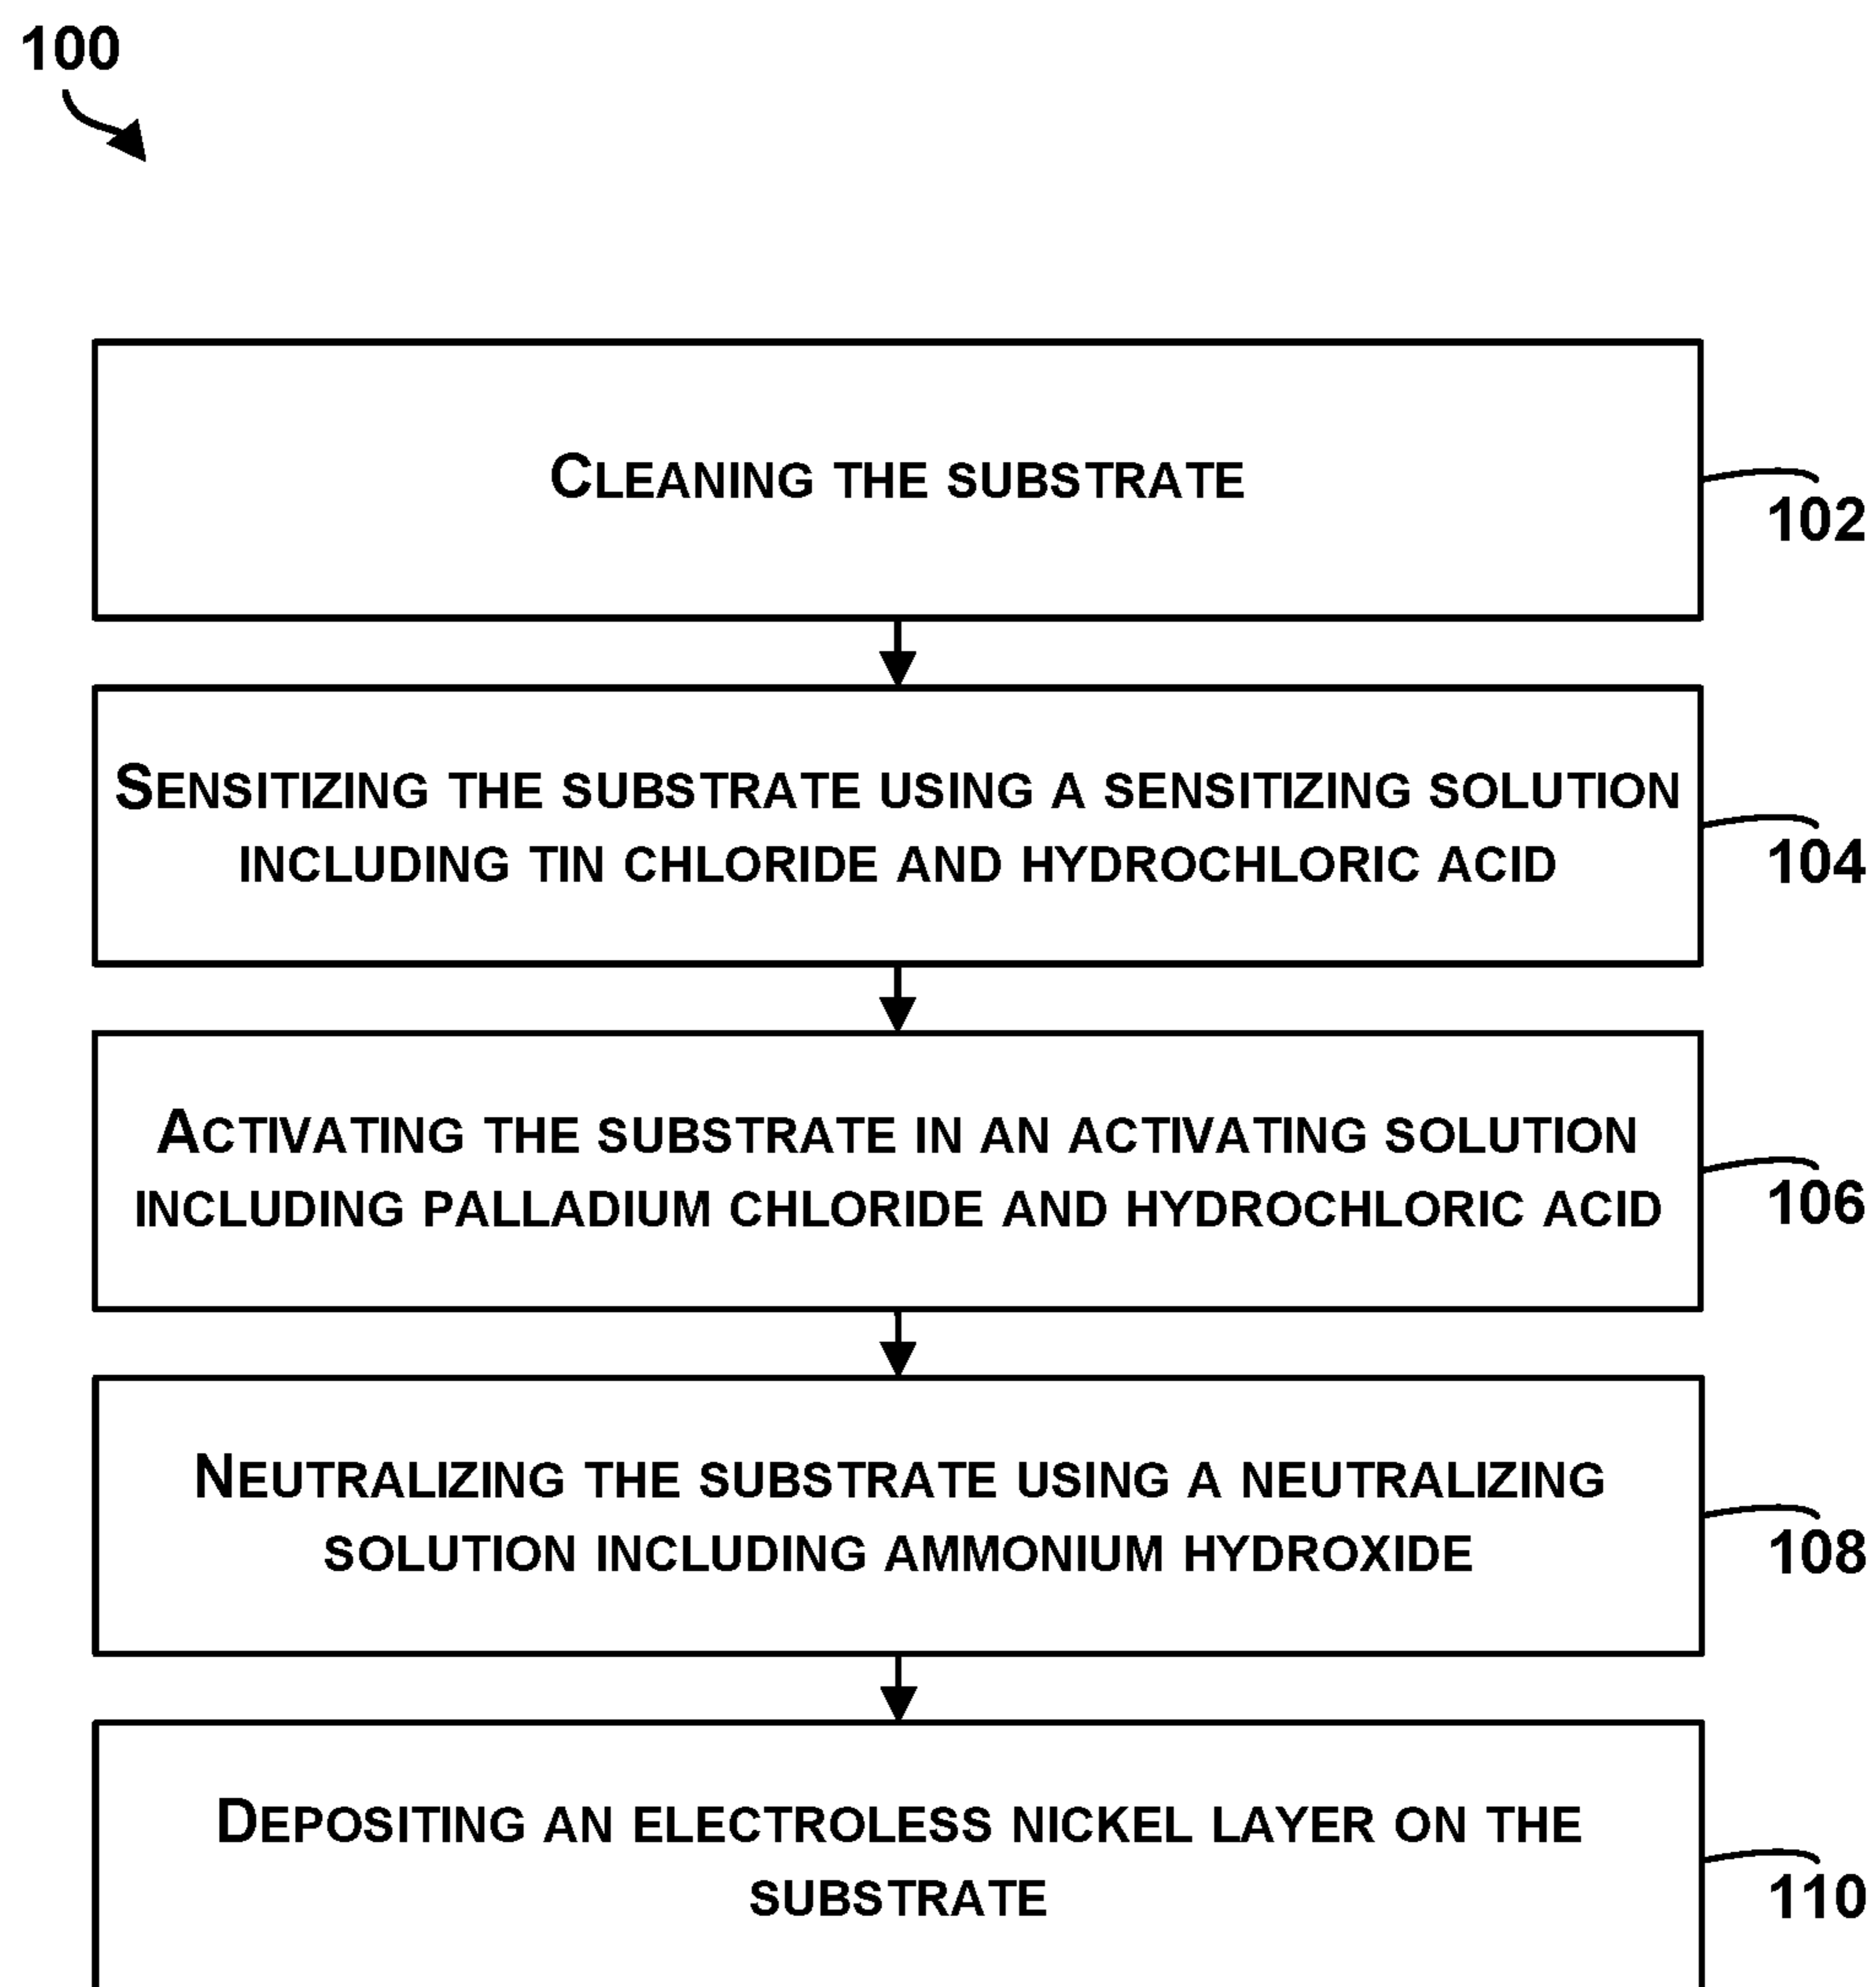 100
CLEANING THE SUBSTRATE
102
SENSITIZING THE SUBSTRATE USING A SENSITIZING SOLUTION
INCLUDING TIN CHLORIDE AND HYDROCHLORIC ACID
104
ACTIVATING THE SUBSTRATE IN AN ACTIVATING SOLUTION
INCLUDING PALLADIUM CHLORIDE AND HYDROCHLORIC ACID
106
NEUTRALIZING THE SUBSTRATE USING A NEUTRALIZING
SOLUTION INCLUDING AMMONIUM HYDROXIDE
108
DEPOSITING AN ELECTROLESS NICKEL LAYER ON THE
SUBSTRATE
110